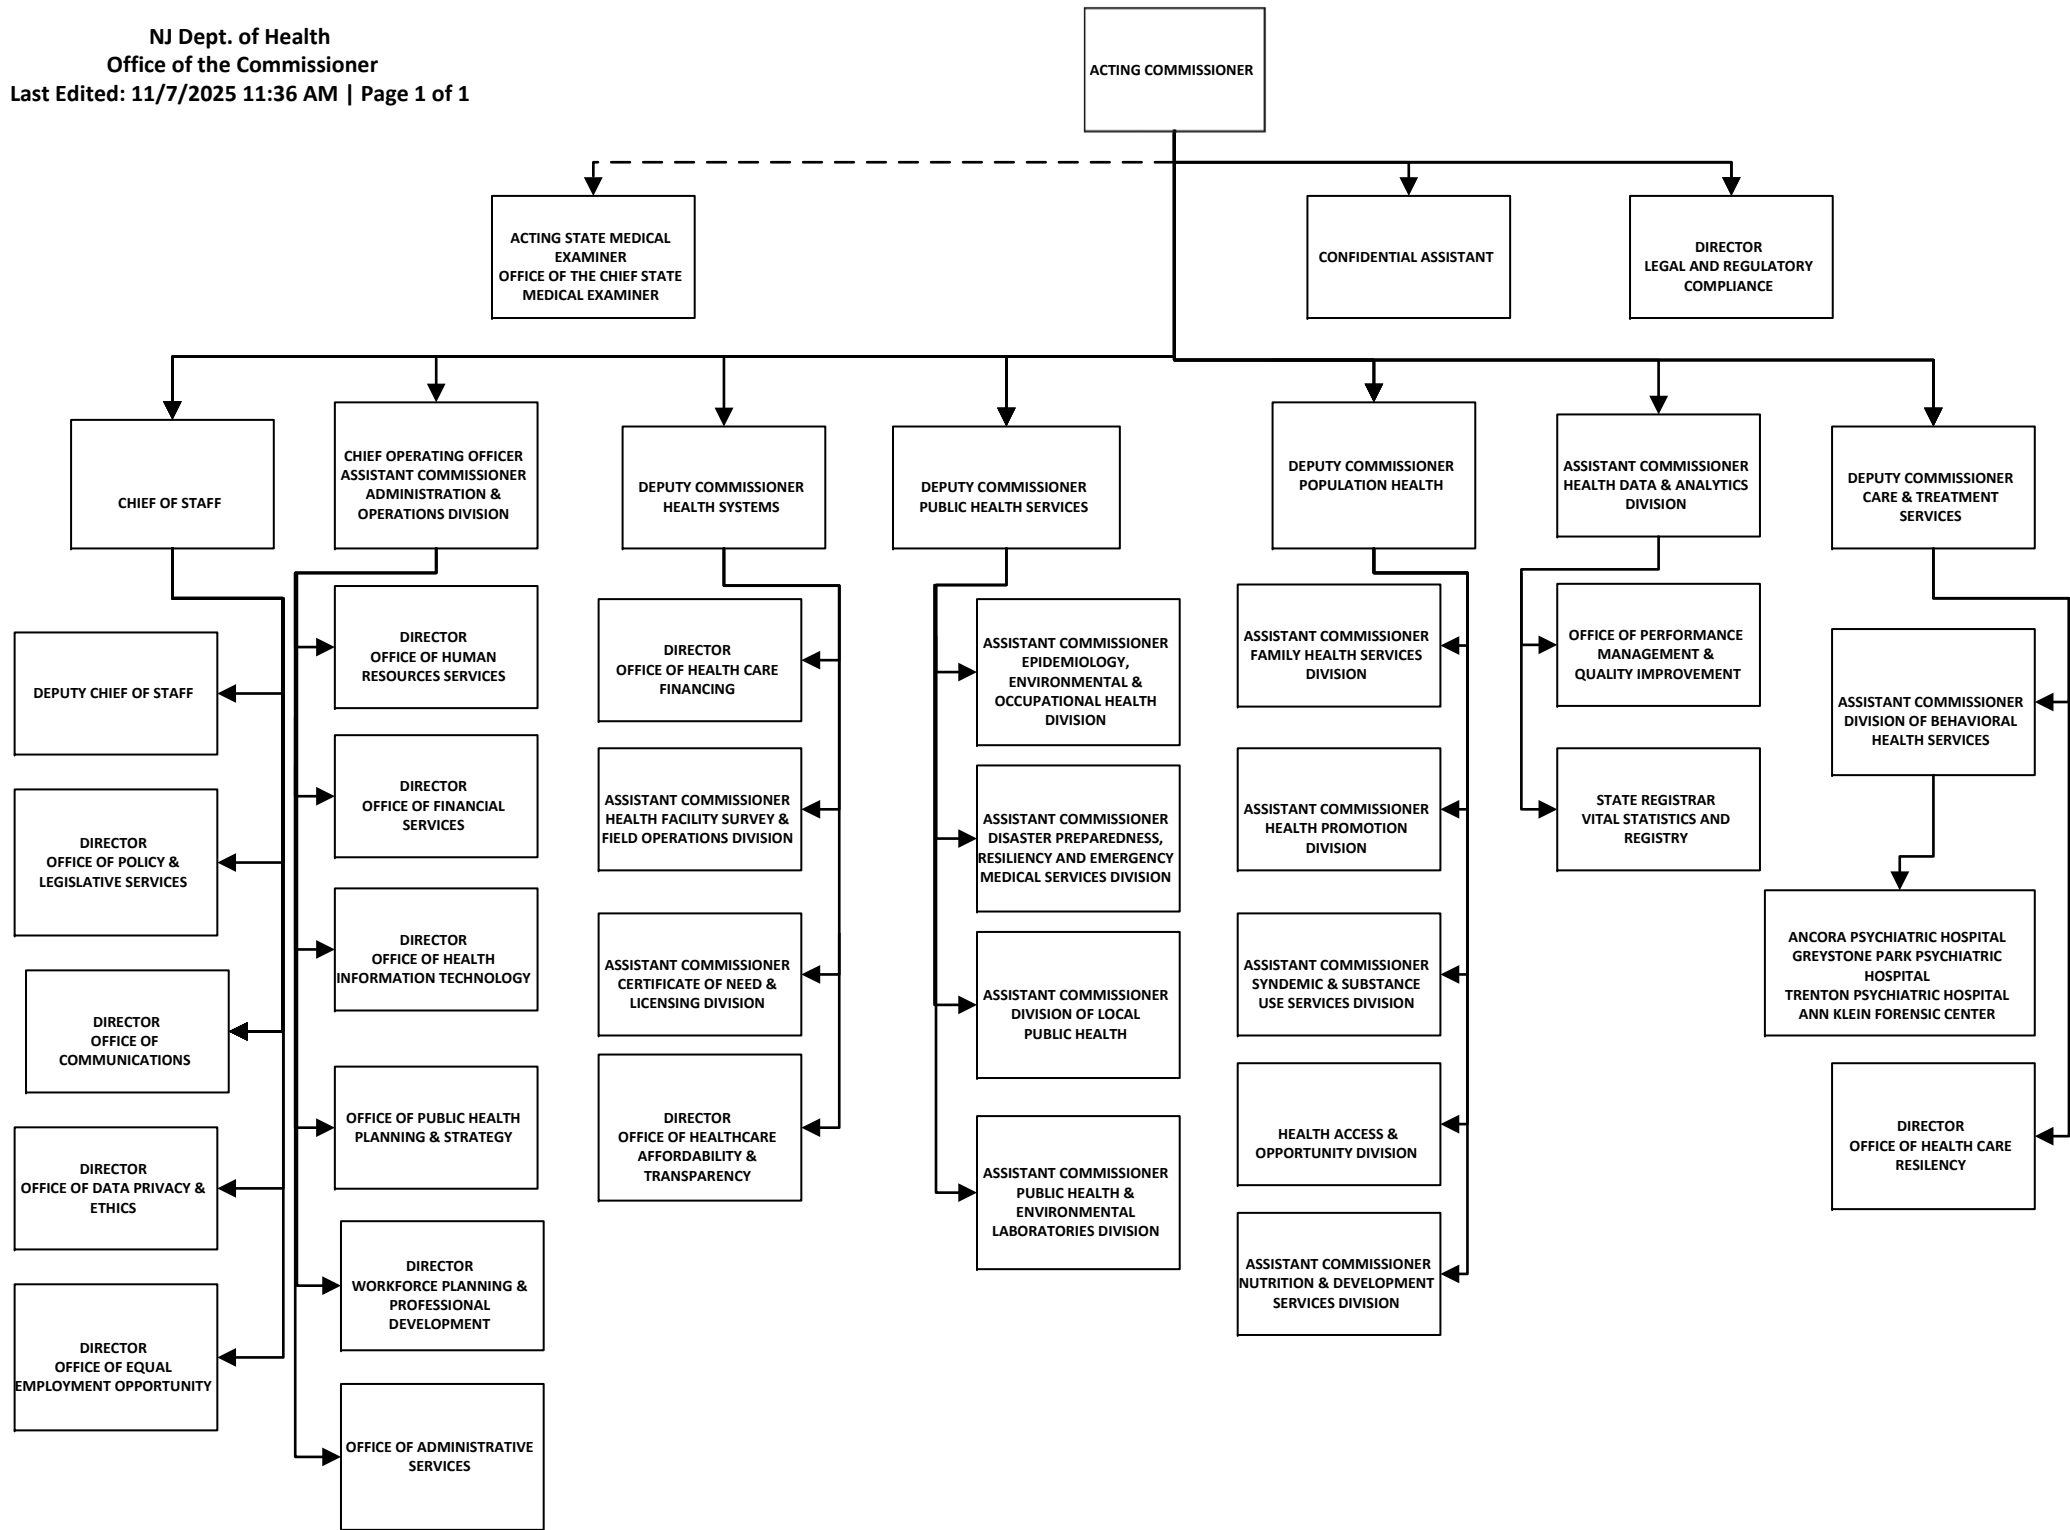 NJ Dept. of Health
Office of the Commissioner
Last Edited: 11/7/2025 11:36 AM | Page 1 of 1
ACTING COMMISSIONER
ACTING STATE MEDICAL
EXAMINER
OFFICE OF THE CHIEF STATE
MEDICAL EXAMINER
CONFIDENTIAL ASSISTANT
DIRECTOR
LEGAL AND REGULATORY
COMPLIANCE
CHIEF OF STAFF
CHIEF OPERATING OFFICER
ASSISTANT COMMISSIONER
ADMINISTRATION &
OPERATIONS DIVISION
DEPUTY COMMISSIONER
HEALTH SYSTEMS
DEPUTY COMMISSIONER
PUBLIC HEALTH SERVICES
DEPUTY COMMISSIONER
POPULATION HEALTH
ASSISTANT COMMISSIONER
HEALTH DATA & ANALYTICS
DIVISION
DEPUTY COMMISSIONER
CARE & TREATMENT
SERVICES
DEPUTY CHIEF OF STAFF
DIRECTOR
OFFICE OF POLICY &
LEGISLATIVE SERVICES
DIRECTOR
OFFICE OF
COMMUNICATIONS
DIRECTOR
OFFICE OF DATA PRIVACY &
ETHICS
DIRECTOR
OFFICE OF EQUAL
EMPLOYMENT OPPORTUNITY
DIRECTOR
OFFICE OF HUMAN
RESOURCES SERVICES
DIRECTOR
OFFICE OF FINANCIAL
SERVICES
DIRECTOR
OFFICE OF HEALTH
INFORMATION TECHNOLOGY
OFFICE OF PUBLIC HEALTH
PLANNING & STRATEGY
DIRECTOR
WORKFORCE PLANNING &
PROFESSIONAL
DEVELOPMENT
OFFICE OF ADMINISTRATIVE
SERVICES
DIRECTOR
OFFICE OF HEALTH CARE
FINANCING
ASSISTANT COMMISSIONER
HEALTH FACILITY SURVEY &
FIELD OPERATIONS DIVISION
ASSISTANT COMMISSIONER
CERTIFICATE OF NEED &
LICENSING DIVISION
DIRECTOR
OFFICE OF HEALTHCARE
AFFORDABILITY &
TRANSPARENCY
ASSISTANT COMMISSIONER
EPIDEMIOLOGY,
ENVIRONMENTAL &
OCCUPATIONAL HEALTH
DIVISION
ASSISTANT COMMISSIONER
DISASTER PREPAREDNESS,
RESILIENCY AND EMERGENCY
MEDICAL SERVICES DIVISION
ASSISTANT COMMISSIONER
DIVISION OF LOCAL
PUBLIC HEALTH
ASSISTANT COMMISSIONER
PUBLIC HEALTH &
ENVIRONMENTAL
LABORATORIES DIVISION
ASSISTANT COMMISSIONER
FAMILY HEALTH SERVICES
DIVISION
ASSISTANT COMMISSIONER
HEALTH PROMOTION
DIVISION
ASSISTANT COMMISSIONER
SYNDEMIC & SUBSTANCE
USE SERVICES DIVISION
HEALTH ACCESS &
OPPORTUNITY DIVISION
ASSISTANT COMMISSIONER
NUTRITION & DEVELOPMENT
SERVICES DIVISION
OFFICE OF PERFORMANCE
MANAGEMENT &
QUALITY IMPROVEMENT
STATE REGISTRAR
VITAL STATISTICS AND
REGISTRY
ASSISTANT COMMISSIONER
DIVISION OF BEHAVIORAL
HEALTH SERVICES
ANCORA PSYCHIATRIC HOSPITAL
GREYSTONE PARK PSYCHIATRIC
HOSPITAL
TRENTON PSYCHIATRIC HOSPITAL
ANN KLEIN FORENSIC CENTER
DIRECTOR
OFFICE OF HEALTH CARE
RESILENCY